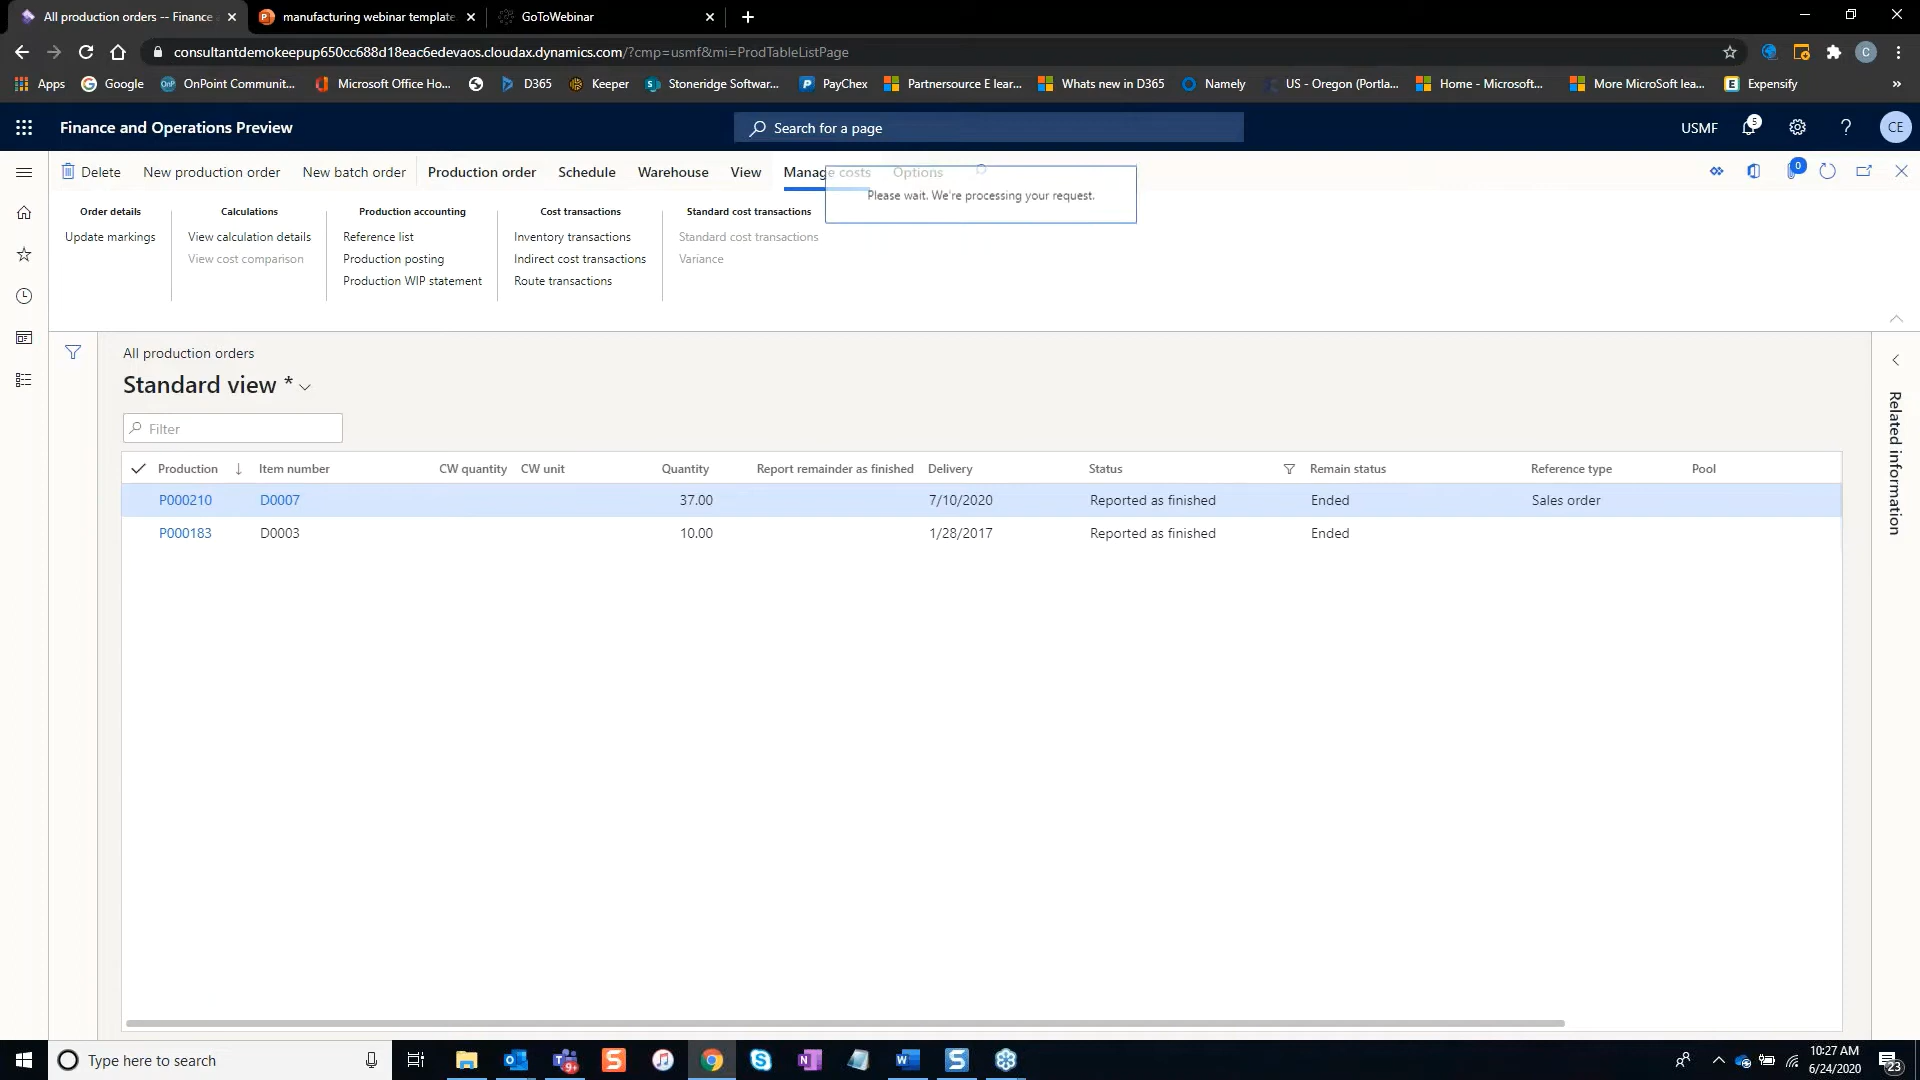 All production orders -- Finance
manufacturing webinar template
GoToWebinar
consultantdemokeepup650cc688d18eac6edevaos.cloudax.dynamics.com/?cmp=usmf&mi=ProdTableListPage
C
Apps
Google
OnPoint Communit...
Microsoft Office Ho...
D365
Keeper
Stoneridge Softwar...
PayChex
Partnersource E lear...
Whats new in D365
Namely
US - Oregon (Portla...
Home - Microsoft...
More MicroSoft lea...
Expensify
Finance and Operations Preview
Search for a page
USMF
5
CE
Delete
New production order
New batch order
Production order
Schedule
Warehouse
View
Manage costs
Options
0
Please wait. We're processing your request.
Order details
Update markings
Calculations
View calculation details
View cost comparison
Production accounting
Reference list
Production posting
Production WIP statement
Cost transactions
Inventory transactions
Indirect cost transactions
Route transactions
Standard cost transactions
Standard cost transactions
Variance
All production orders
Standard view *
Filter
Production Item number CW quantity CW unit Quantity Report remainder as finished Delivery Status Remain status Reference type Pool
P000210 D0007 37.00 7/10/2020 Reported as finished Ended Sales order
P000183 D0003 10.00 1/28/2017 Reported as finished Ended
Related information
Type here to search
9+
10:27 AM
6/24/2020
23